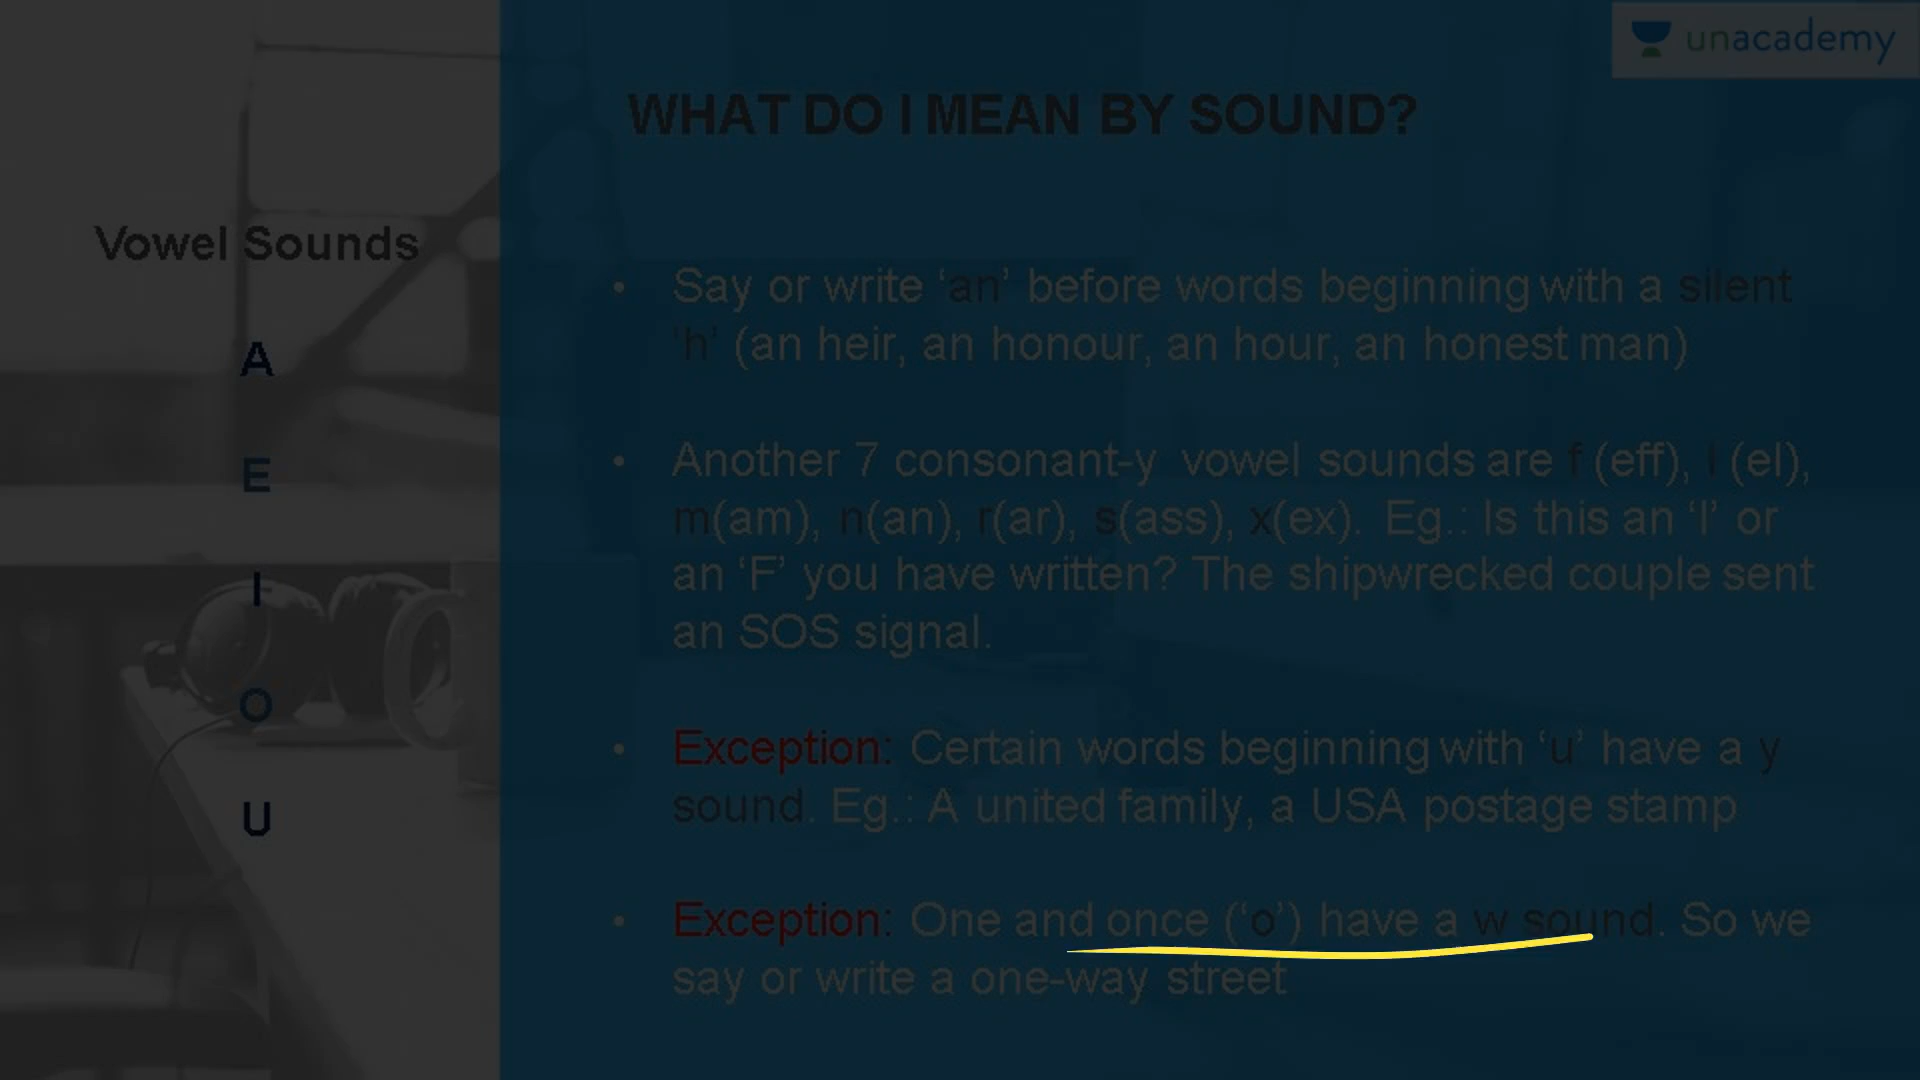 unacademy
WHAT DO I MEAN BY SOUND?
Vowel Sounds
A
E
I
O
U
• Say or write ‘an’ before words beginning with a silent
‘h’ (an heir, an honour, an hour, an honest man)
• Another 7 consonant-y vowel sounds are f (eff), l (el),
m(am), n(an), r(ar), s(ass), x(ex). Eg.: Is this an ‘I’ or
an ‘F’ you have written? The shipwrecked couple sent
an SOS signal.
• Exception: Certain words beginning with ‘u’ have a y
sound. Eg.: A united family, a USA postage stamp
• Exception: One and once (‘o’) have a w sound. So we
say or write a one-way street